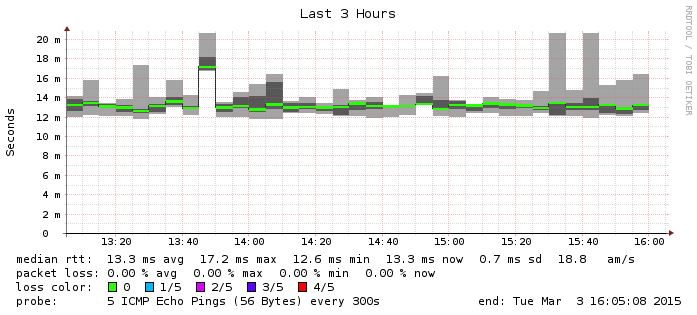 Last 3 Hours
RRDTOOL / TOBI OETIKER
Seconds
20 m
18 m
16 m
14 m
12 m
10 m
8 m
6 m
4 m
2 m
0
13:20 13:40 14:00 14:20 14:40 15:00 15:20 15:40 16:00
median rtt: 13.3 ms avg 17.2 ms max 12.6 ms min 13.3 ms now 0.7 ms sd 18.8 am/s
packet loss: 0.00 % avg 0.00 % max 0.00 % min 0.00 % now
loss color: 0 1/5 2/5 3/5 4/5
probe: 5 ICMP Echo Pings (56 Bytes) every 300s end: Tue Mar 3 16:05:08 2015